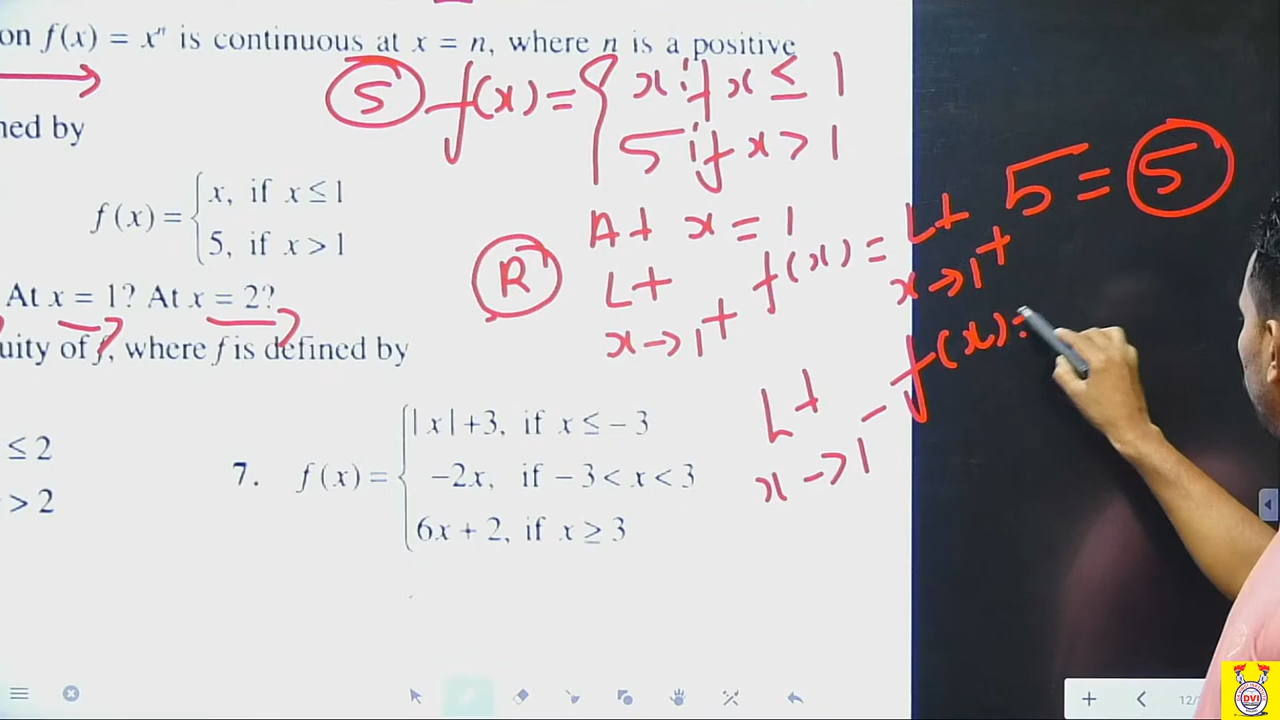 on f(x) = xⁿ is continuous at x = n, where n is a positive
5 f(x) = { x if x ≤ 1
5 if x > 1
ned by
f(x) = { x, if x ≤ 1
5, if x > 1
At x = 1
R Lt x→1⁺ f(x) = Lt x→1⁺ 5 = 5
At x = 1? At x = 2?
uity of f, where f is defined by
Lt x→1⁻ f(x) =
≤ 2
> 2
7. f(x) = { |x|+3, if x ≤ −3
−2x, if −3 < x < 3
6x + 2, if x ≥ 3
12/
DVI